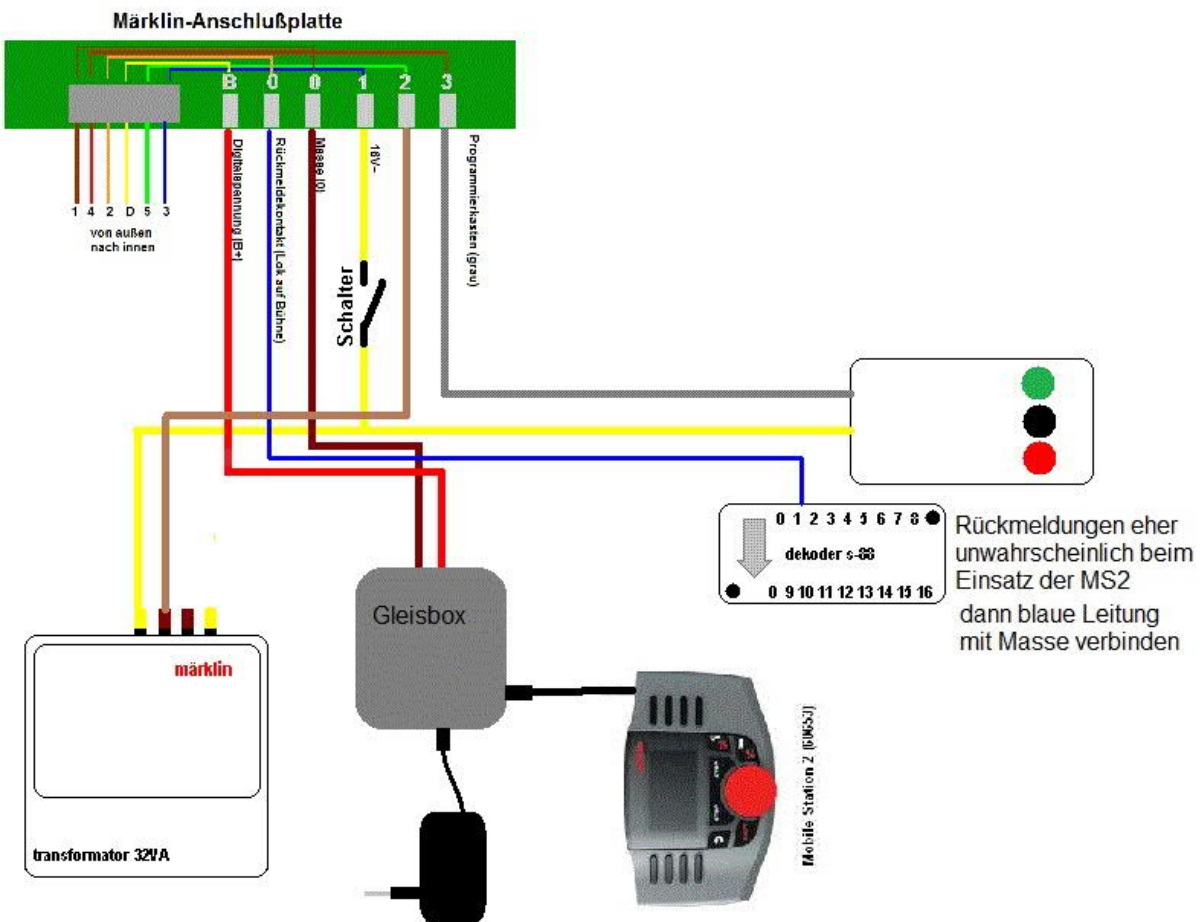 Märklin-Anschlußplatte
B 0 0 1 2 3
1 4 2 D 5 3
von außen
nach innen
Digitalspannung (B+)
Rückmeldekontakt (Lok auf Bühne)
Masse (0)
16V~
Programmierkasten (grau)
Schalter
0 1 2 3 4 5 6 7 8
dekoder s-88
0 9 10 11 12 13 14 15 16
Rückmeldungen eher
unwahrscheinlich beim
Einsatz der MS2
dann blaue Leitung
mit Masse verbinden
Gleisbox
märklin
transformator 32VA
Mobile Station 2 (60653)